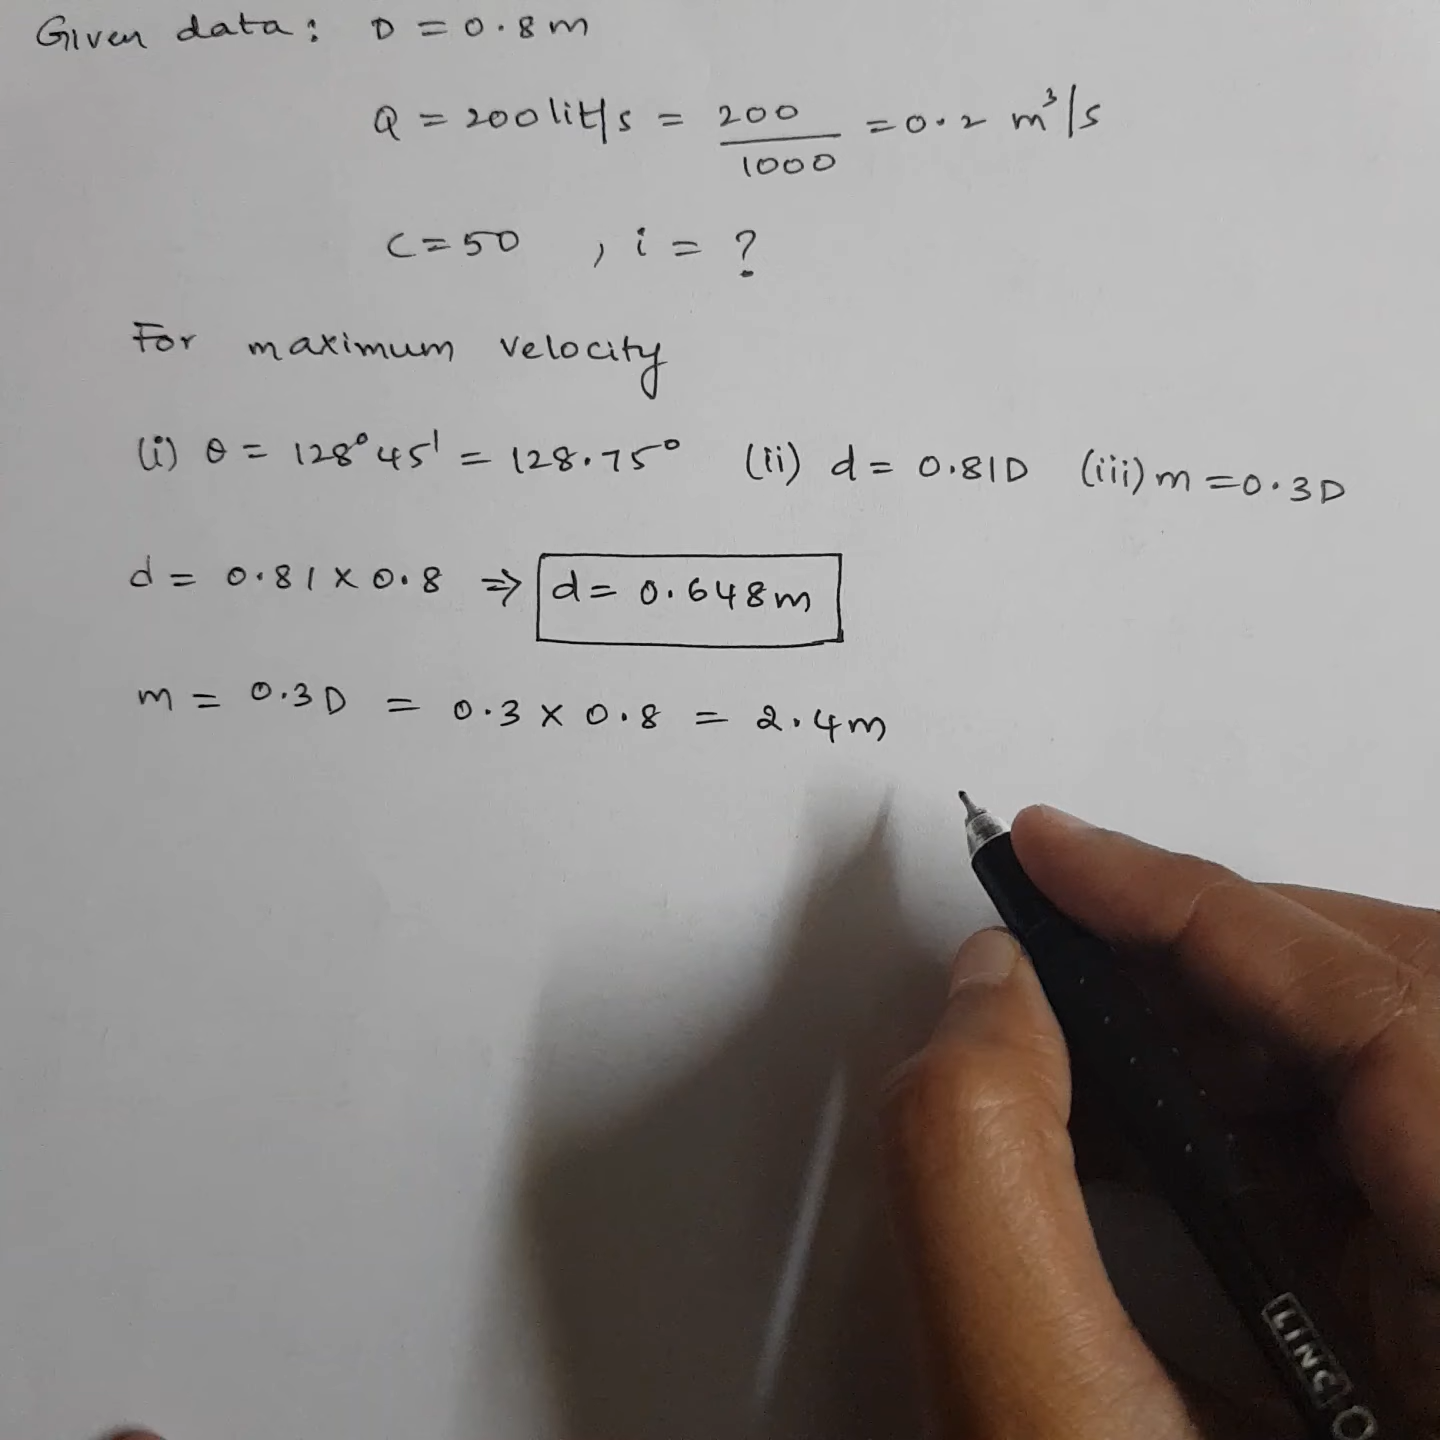 Given data: D = 0.8m
Q = 200 lit/s = 200/1000 = 0.2 m³/s
C = 50 , i = ?
For maximum velocity
(i) θ = 128°45' = 128.75° (ii) d = 0.81D (iii) m = 0.3D
d = 0.81 × 0.8 ⇒ d = 0.648m
m = 0.3D = 0.3 × 0.8 = 2.4m
LINC